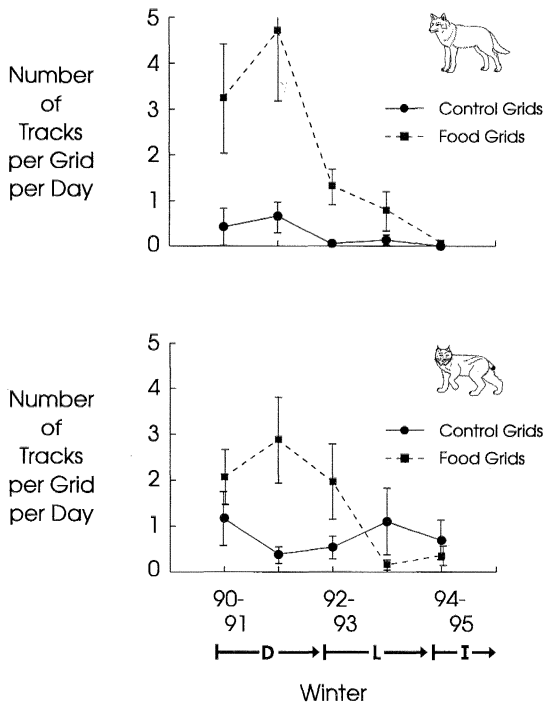 5
4
3
2
1
0
Number
of
Tracks
per Grid
per Day
Control Grids
Food Grids
5
4
3
2
1
0
Number
of
Tracks
per Grid
per Day
Control Grids
Food Grids
90- 92- 94-
91 93 95
D L I
Winter